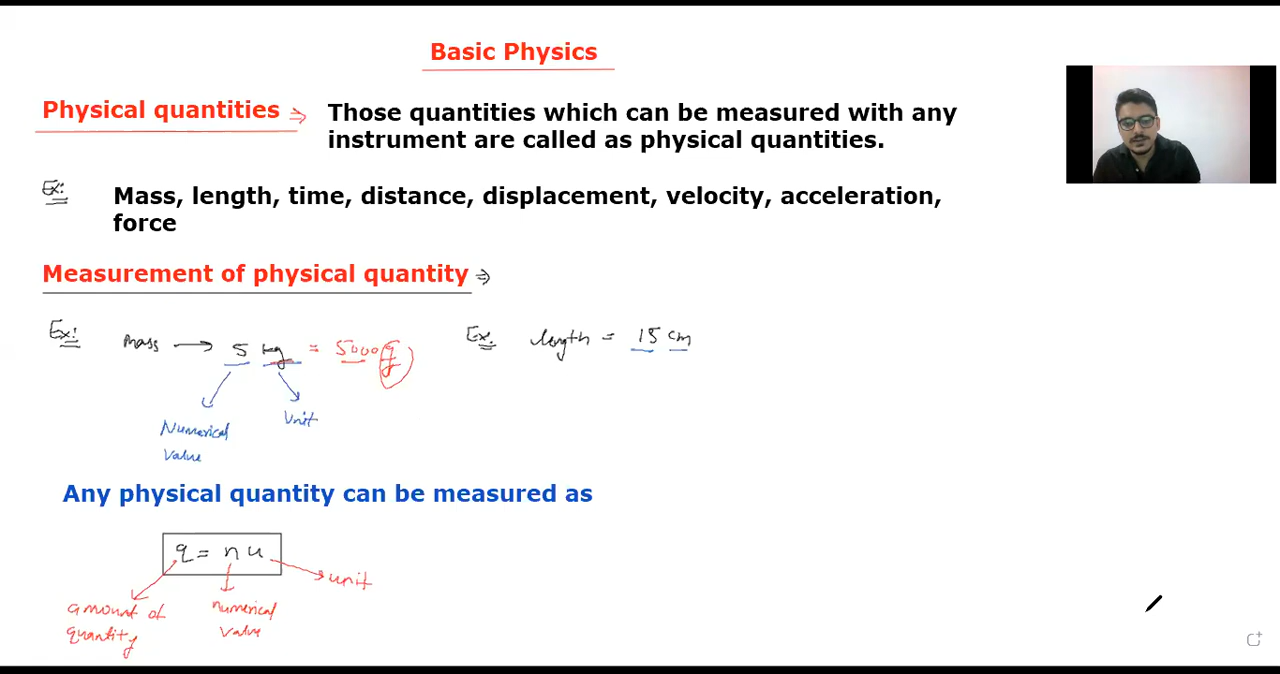 Basic Physics
Physical quantities ⇒ Those quantities which can be measured with any
instrument are called as physical quantities.
Ex:
Mass, length, time, distance, displacement, velocity, acceleration,
force
Measurement of physical quantity ⇒
Ex: Mass → 5 kg = 5000 g
Ex. length = 15 cm
Numerical
Value
Unit
Any physical quantity can be measured as
q = n u
unit
amount of
quantity
numerical
value